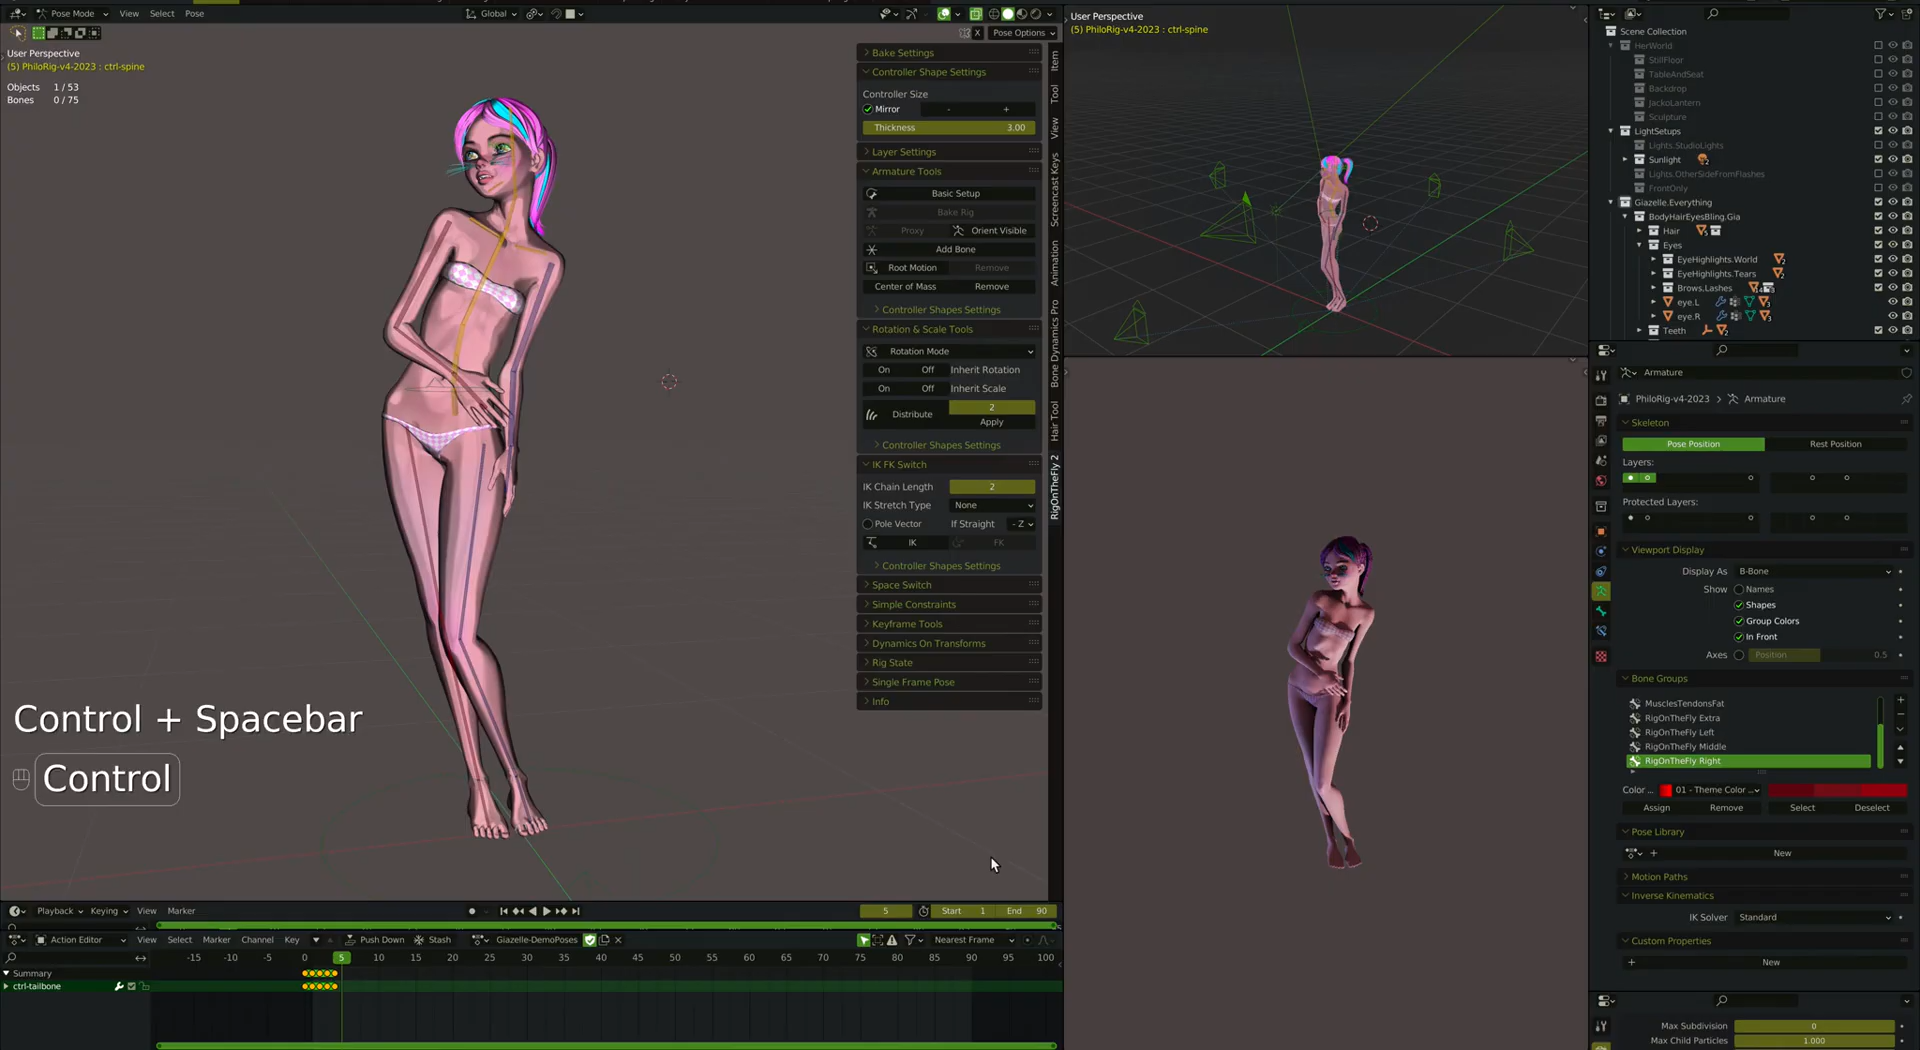 Pose Mode View Select Pose Global
X Pose Options
User Perspective
(5) PhiloRig-v4-2023 : ctrl-spine
Objects 1 / 53
Bones 0 / 75
Bake Settings
Controller Shape Settings
Controller Size
Mirror - +
Thickness 3.00
Layer Settings
Armature Tools
Basic Setup
Bake Rig
Proxy Orient Visible
Add Bone
Root Motion Remove
Center of Mass Remove
Controller Shapes Settings
Rotation & Scale Tools
Rotation Mode
On Off Inherit Rotation
On Off Inherit Scale
Distribute 2
Apply
Controller Shapes Settings
IK FK Switch
IK Chain Length 2
IK Stretch Type None
Pole Vector If Straight - Z
IK FK
Controller Shapes Settings
Space Switch
Simple Constraints
Keyframe Tools
Dynamics On Transforms
Rig State
Single Frame Pose
Info
Item
Tool
View
Screencast Keys
Animation
Bone Dynamics Pro
Hair Tool
RigOnTheFly 2
Control + Spacebar
Control
Playback Keying View Marker
5 Start 1 End 90
Action Editor View Select Marker Channel Key Push Down Stash Giazelle-DemoPoses Nearest Frame
-15 -10 -5 0 5 10 15 20 25 30 35 40 45 50 55 60 65 70 75 80 85 90 95 100
Summary
ctrl-tailbone
User Perspective
(5) PhiloRig-v4-2023 : ctrl-spine
Scene Collection
HerWorld
StillFloor
TableAndSeat
Backdrop
JackoLantern
Sculpture
LightSetups
Lights.StudioLights
Sunlight 2
Lights.OtherSideFromFlashes
FrontOnly
Giazelle.Everything
BodyHairEyesBling.Gia
Hair
Eyes
EyeHighlights.World 2
EyeHighlights.Tears 2
Brows.Lashes
eye.L 3
eye.R 3
Teeth 2
Armature
PhiloRig-v4-2023 > Armature
Skeleton
Pose Position Rest Position
Layers:
Protected Layers:
Viewport Display
Display As B-Bone
Show Names
Shapes
Group Colors
In Front
Axes Position 0.5
Bone Groups
MusclesTendonsFat
RigOnTheFly Extra
RigOnTheFly Left
RigOnTheFly Middle
RigOnTheFly Right
Color ... 01 - Theme Color ...
Assign Remove Select Deselect
Pose Library
+ New
Motion Paths
Inverse Kinematics
IK Solver Standard
Custom Properties
+ New
Max Subdivision 0
Max Child Particles 1.000